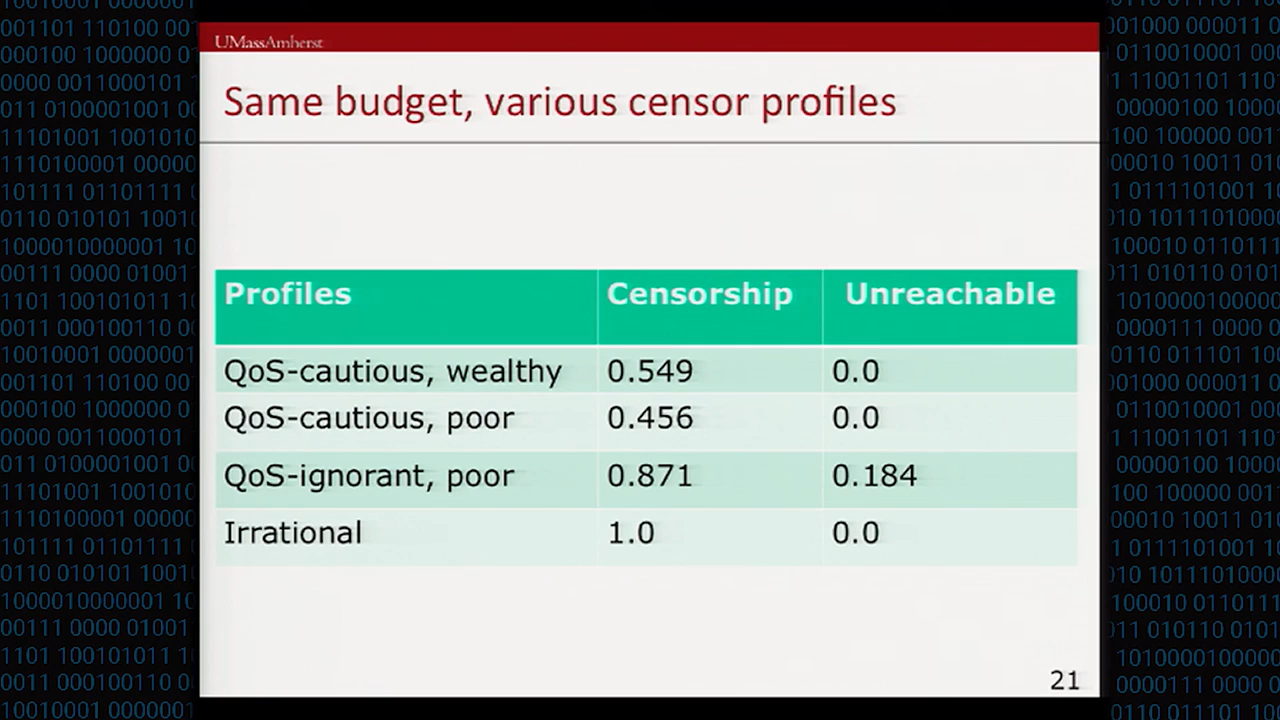 UMassAmherst
Same budget, various censor profiles
Profiles Censorship Unreachable
QoS-cautious, wealthy 0.549 0.0
QoS-cautious, poor 0.456 0.0
QoS-ignorant, poor 0.871 0.184
Irrational 1.0 0.0
21